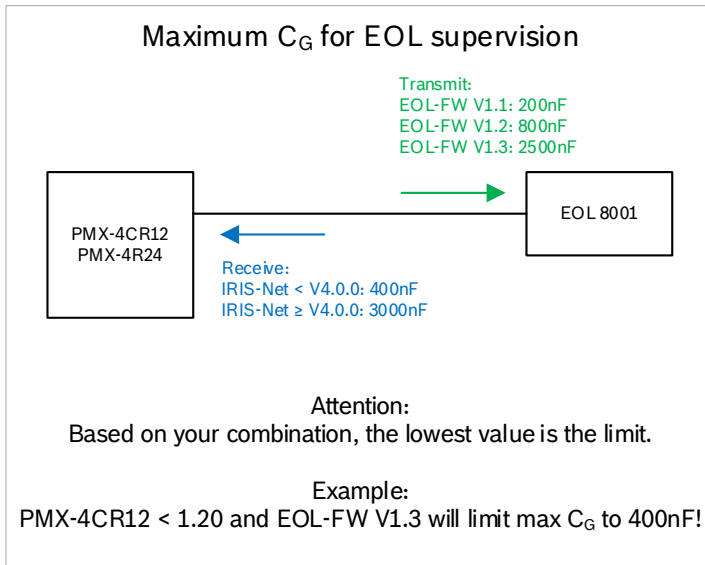 Maximum CG for EOL supervision
Transmit:
EOL-FW V1.1: 200nF
EOL-FW V1.2: 800nF
EOL-FW V1.3: 2500nF
PMX-4CR12
PMX-4R24
EOL 8001
Receive:
IRIS-Net < V4.0.0: 400nF
IRIS-Net ≥ V4.0.0: 3000nF
Attention:
Based on your combination, the lowest value is the limit.
Example:
PMX-4CR12 < 1.20 and EOL-FW V1.3 will limit max CG to 400nF!